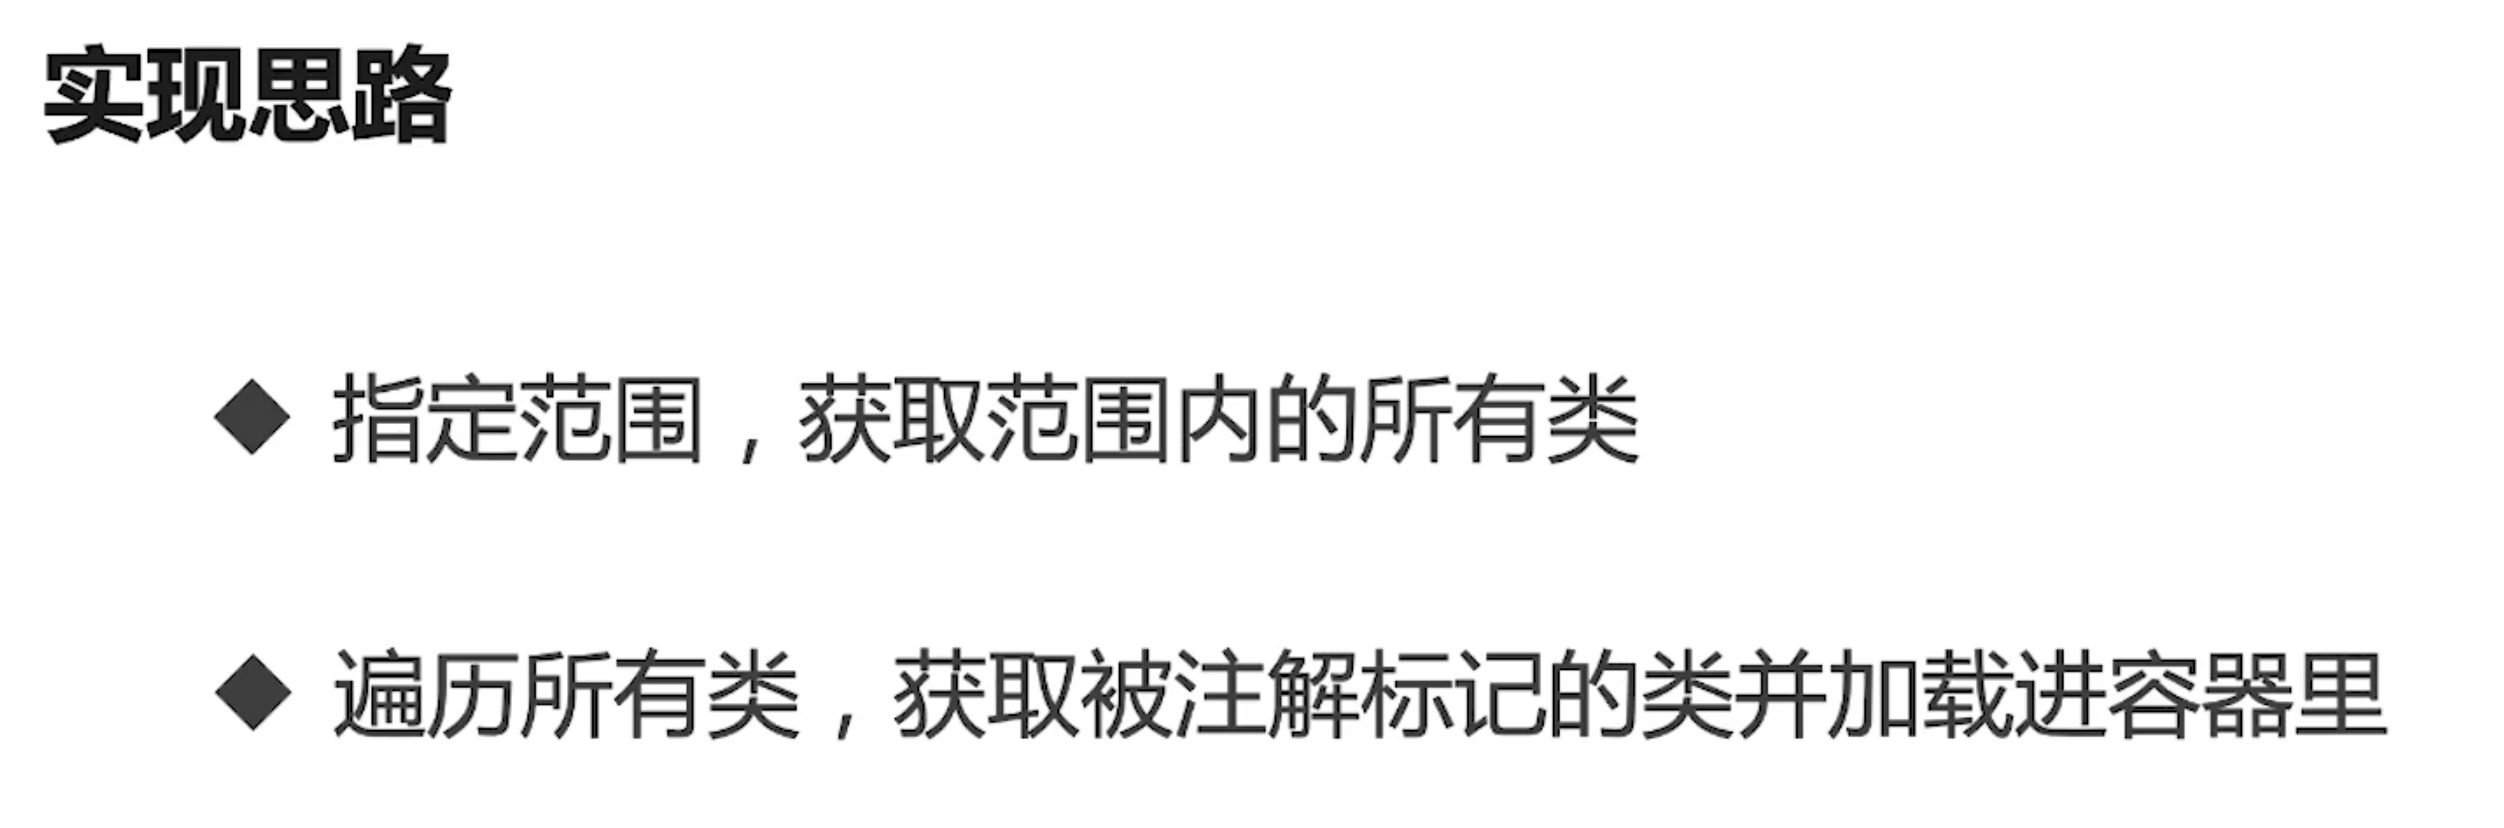 实现思路
◆ 指定范围，获取范围内的所有类
◆ 遍历所有类，获取被注解标记的类并加载进容器里